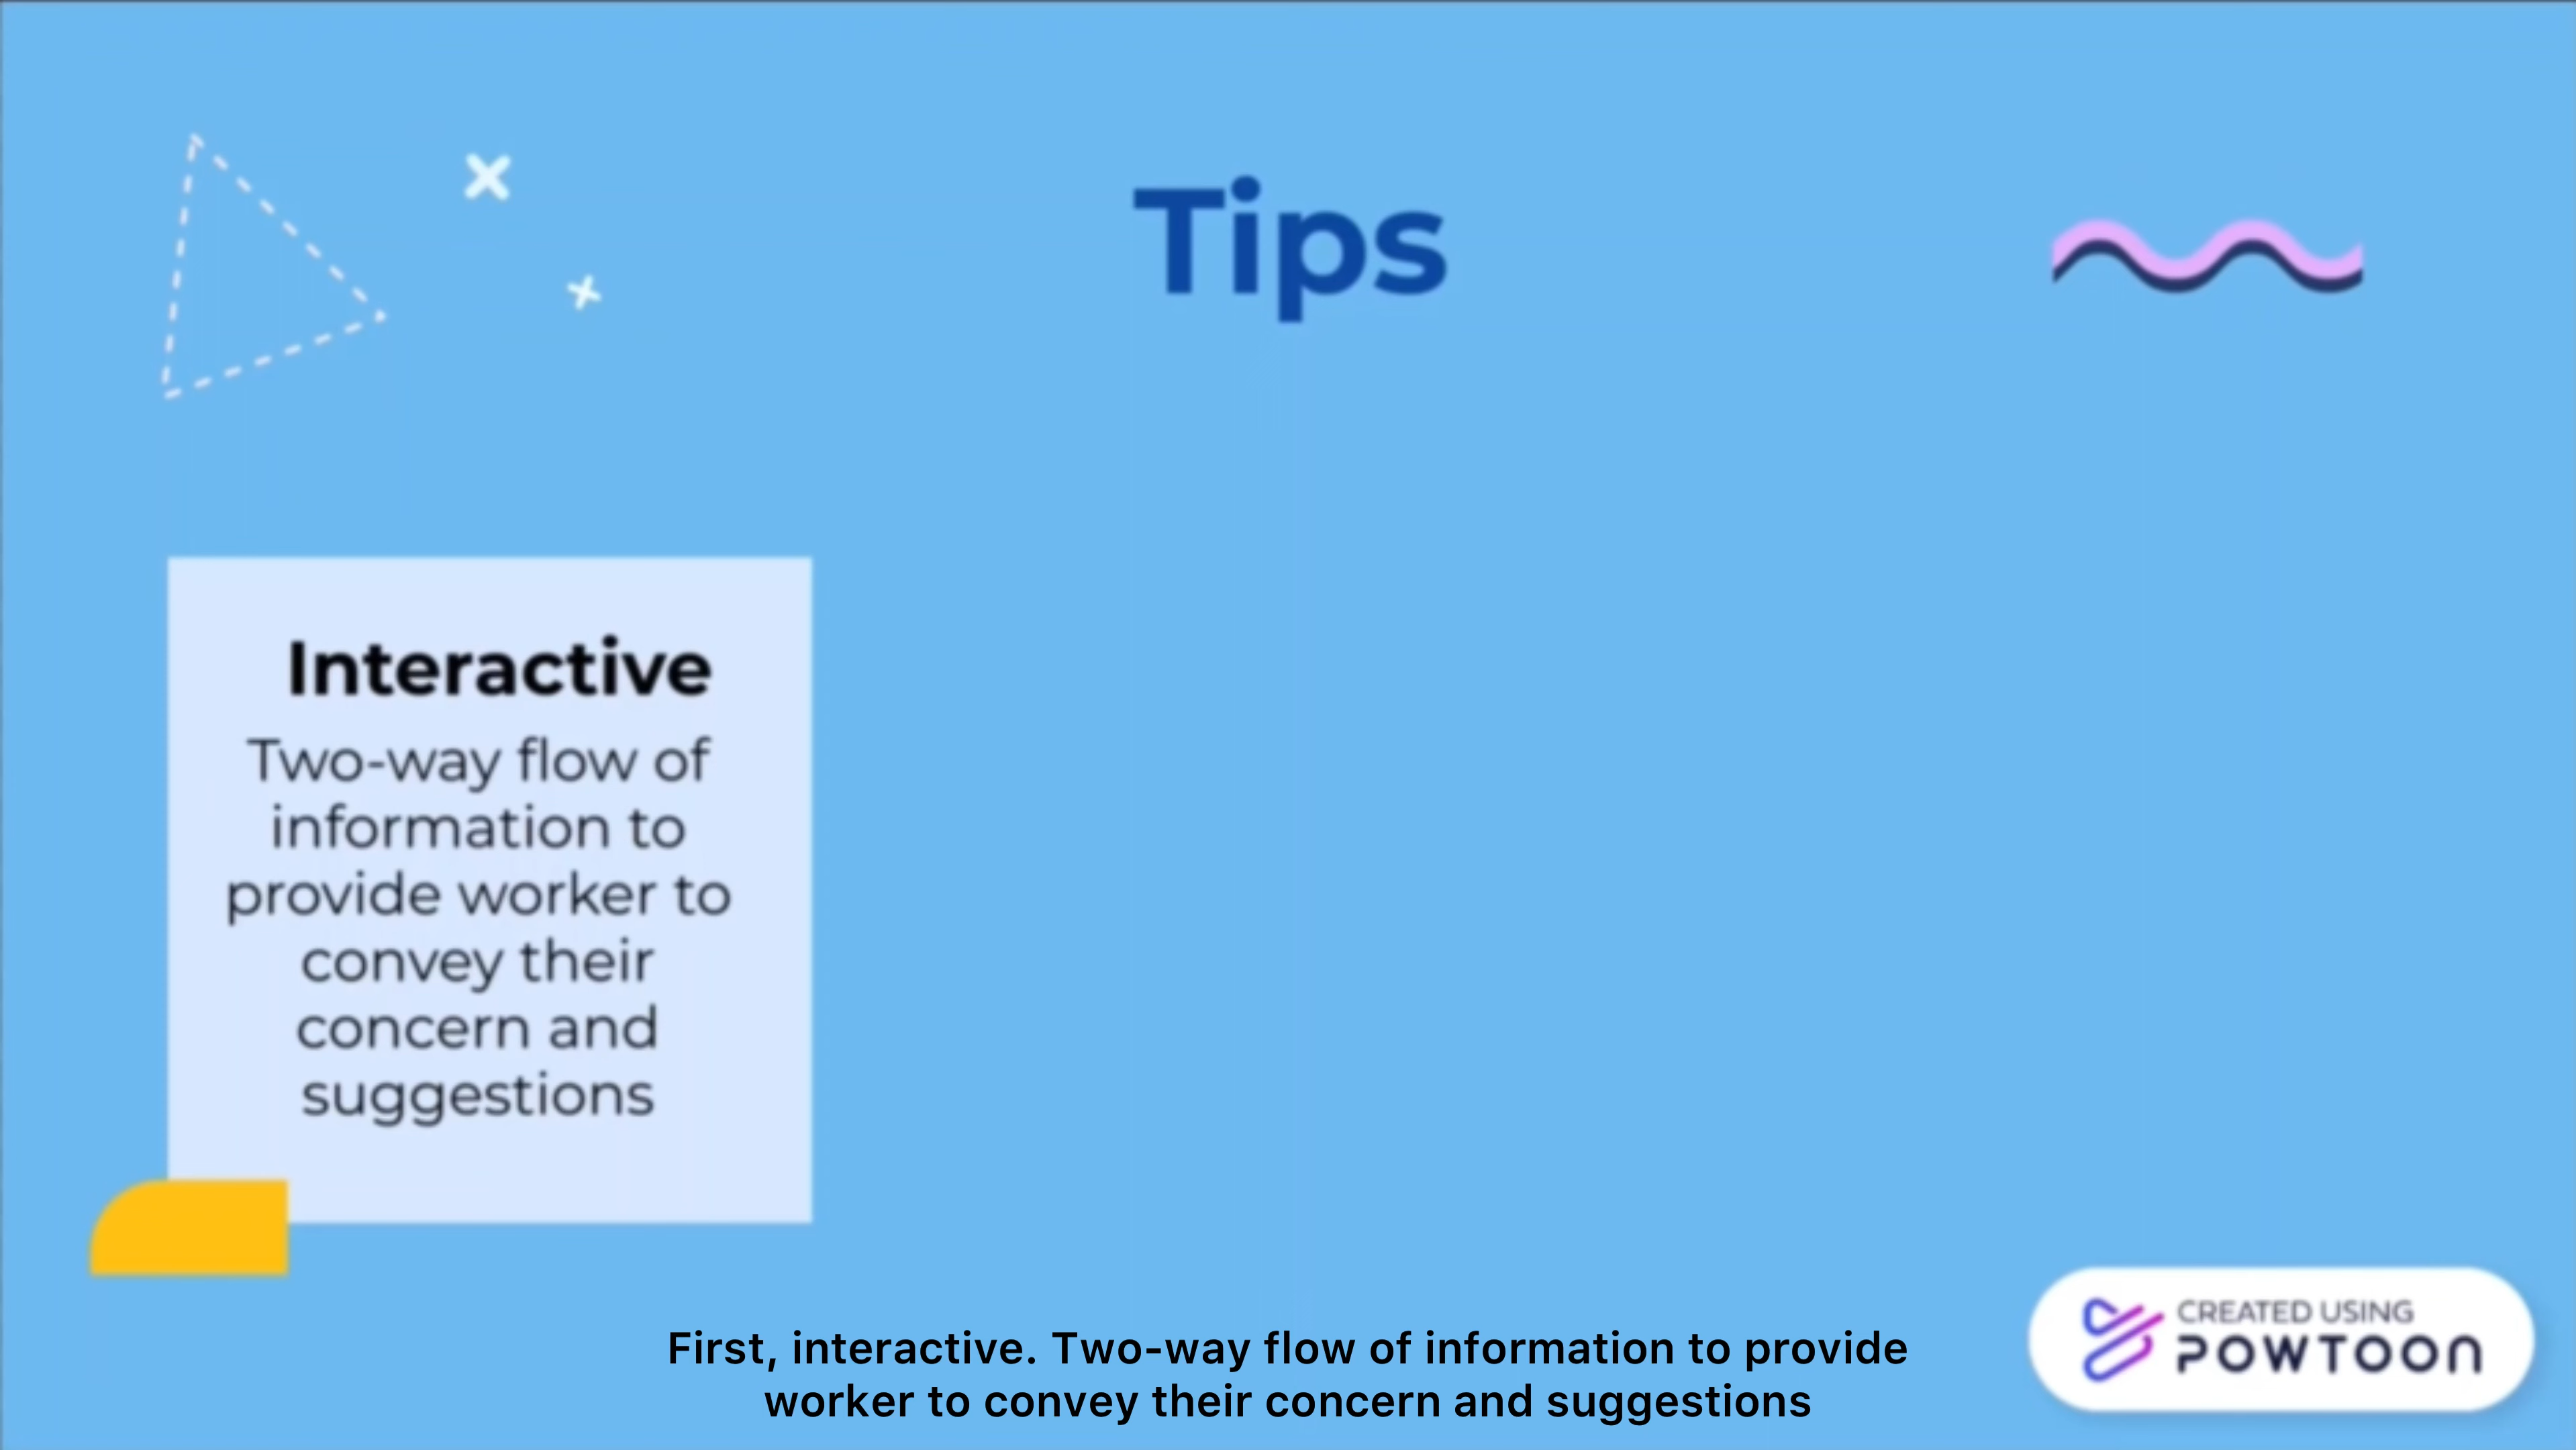 Tips
Interactive
Two-way flow of
information to
provide worker to
convey their
concern and
suggestions
First, interactive. Two-way flow of information to provide
worker to convey their concern and suggestions
CREATED USING
POWTOON